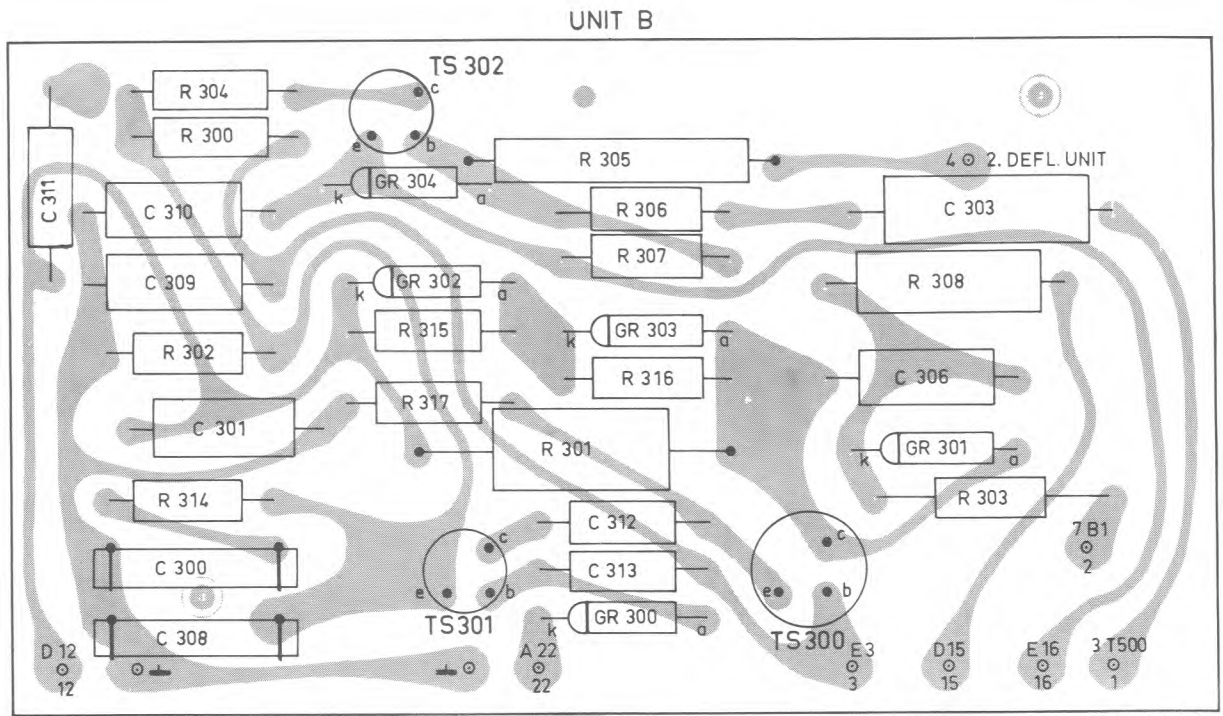 UNIT B
TS 302
R 304
c
R 300
e
b
R 305
4
2. DEFL. UNIT
C 311
GR 304
k
a
C 310
R 306
C 303
R 307
C 309
GR 302
k
a
R 308
R 315
GR 303
k
a
R 302
R 316
C 306
R 317
C 301
R 301
GR 301
k
a
R 314
R 303
C 312
7 B1
2
c
c
C 300
C 313
e
b
e
b
GR 300
k
a
C 308
TS 301
TS 300
D 12
12
A 22
22
E 3
3
D 15
15
E 16
16
3 T500
1